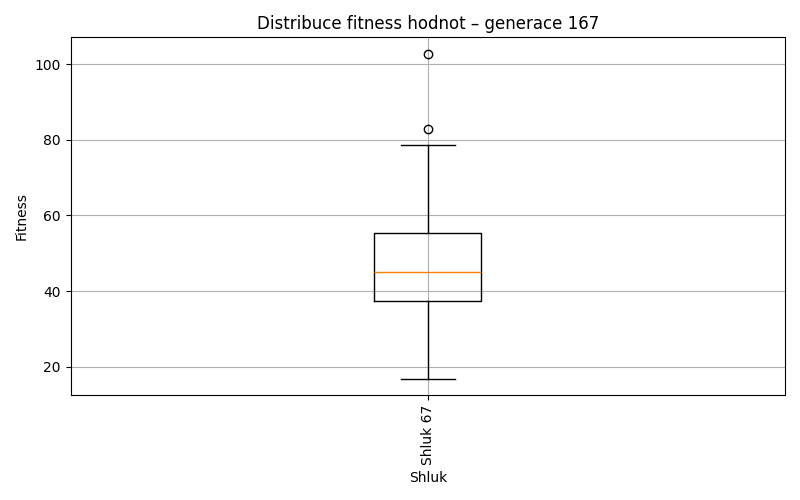 Distribuce fitness hodnot – generace 167
100
80
60
40
20
Fitness
Shluk 67
Shluk